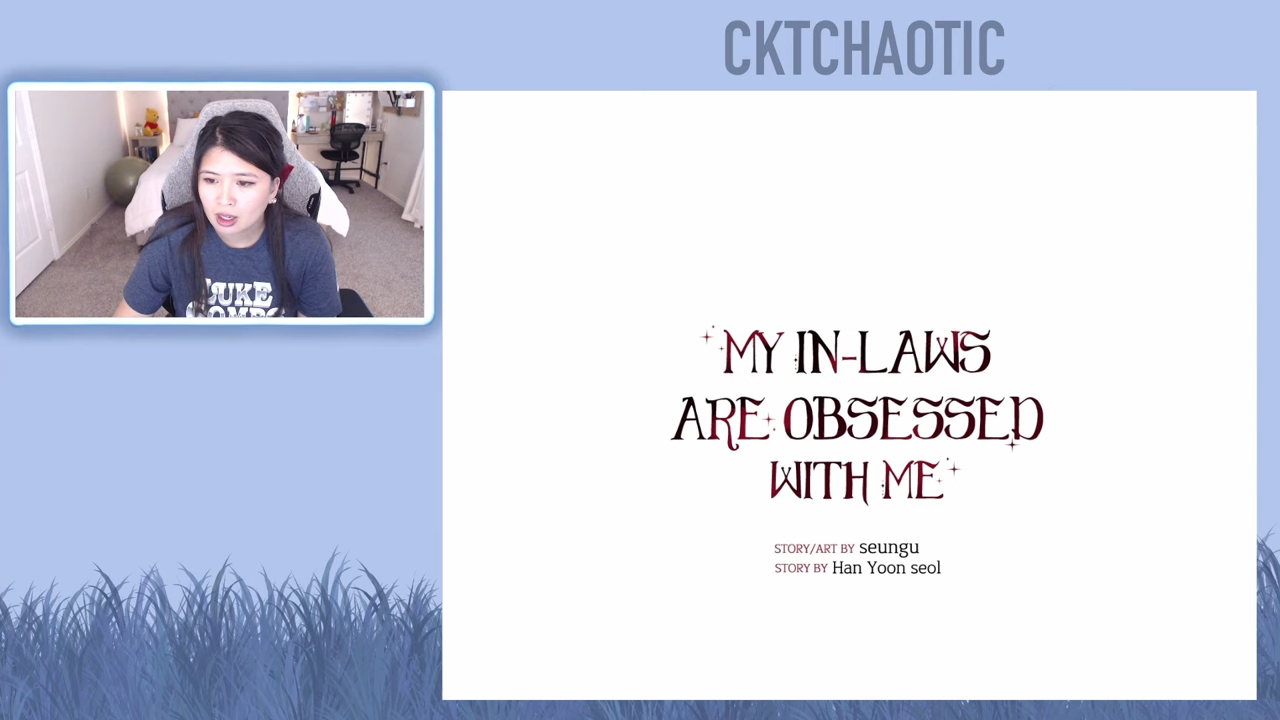 CKTCHAOTIC
MY IN-LAWS
ARE OBSESSED
WITH ME
STORY/ART BY seungu
STORY BY Han Yoon seol